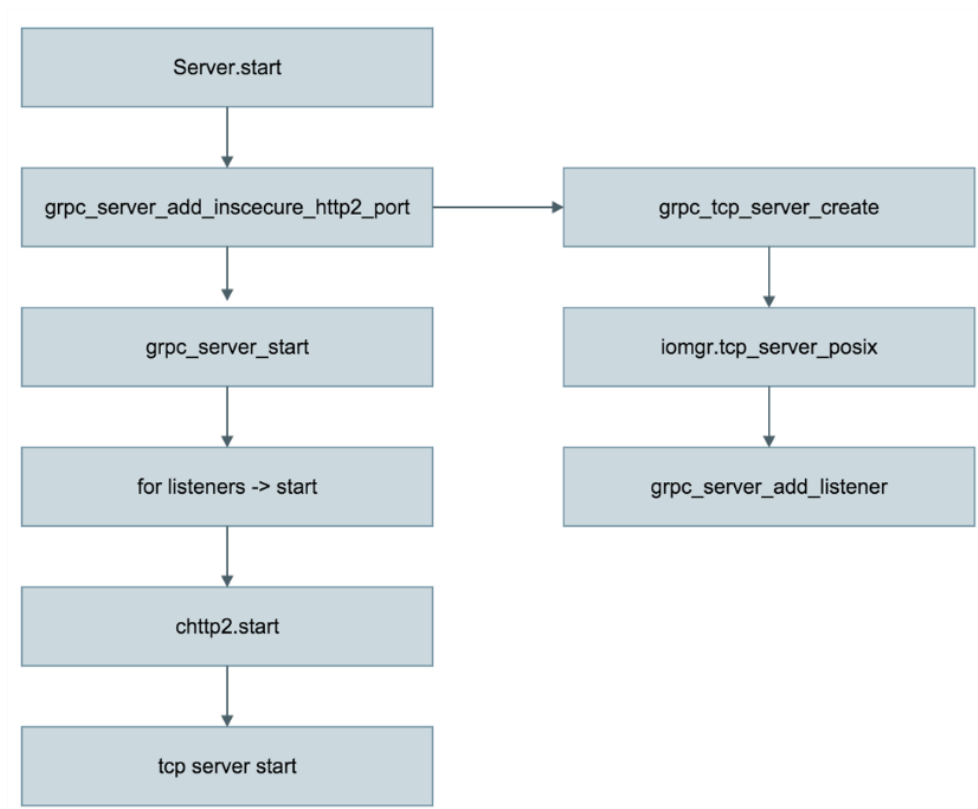 Server.start
grpc_server_add_inscecure_http2_port
grpc_tcp_server_create
grpc_server_start
iomgr.tcp_server_posix
for listeners -> start
grpc_server_add_listener
chttp2.start
tcp server start